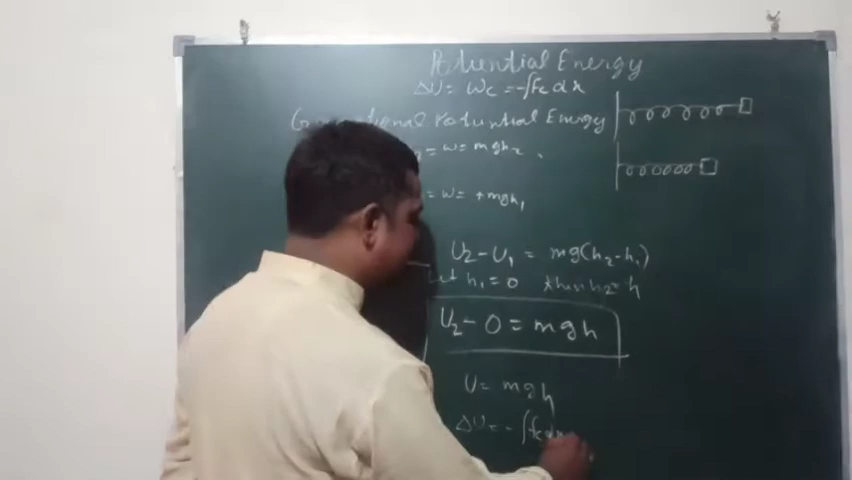 Potential Energy
ΔU = Wc = -∫Fc dx
Gravitational Potential Energy
= W = mgh₂
= W = +mgh₁
U₂-U₁ = mg(h₂-h₁)
Let h₁ = 0 then h₂ = h
U₂ - 0 = mgh
U = mgh
ΔU = -∫fc dx